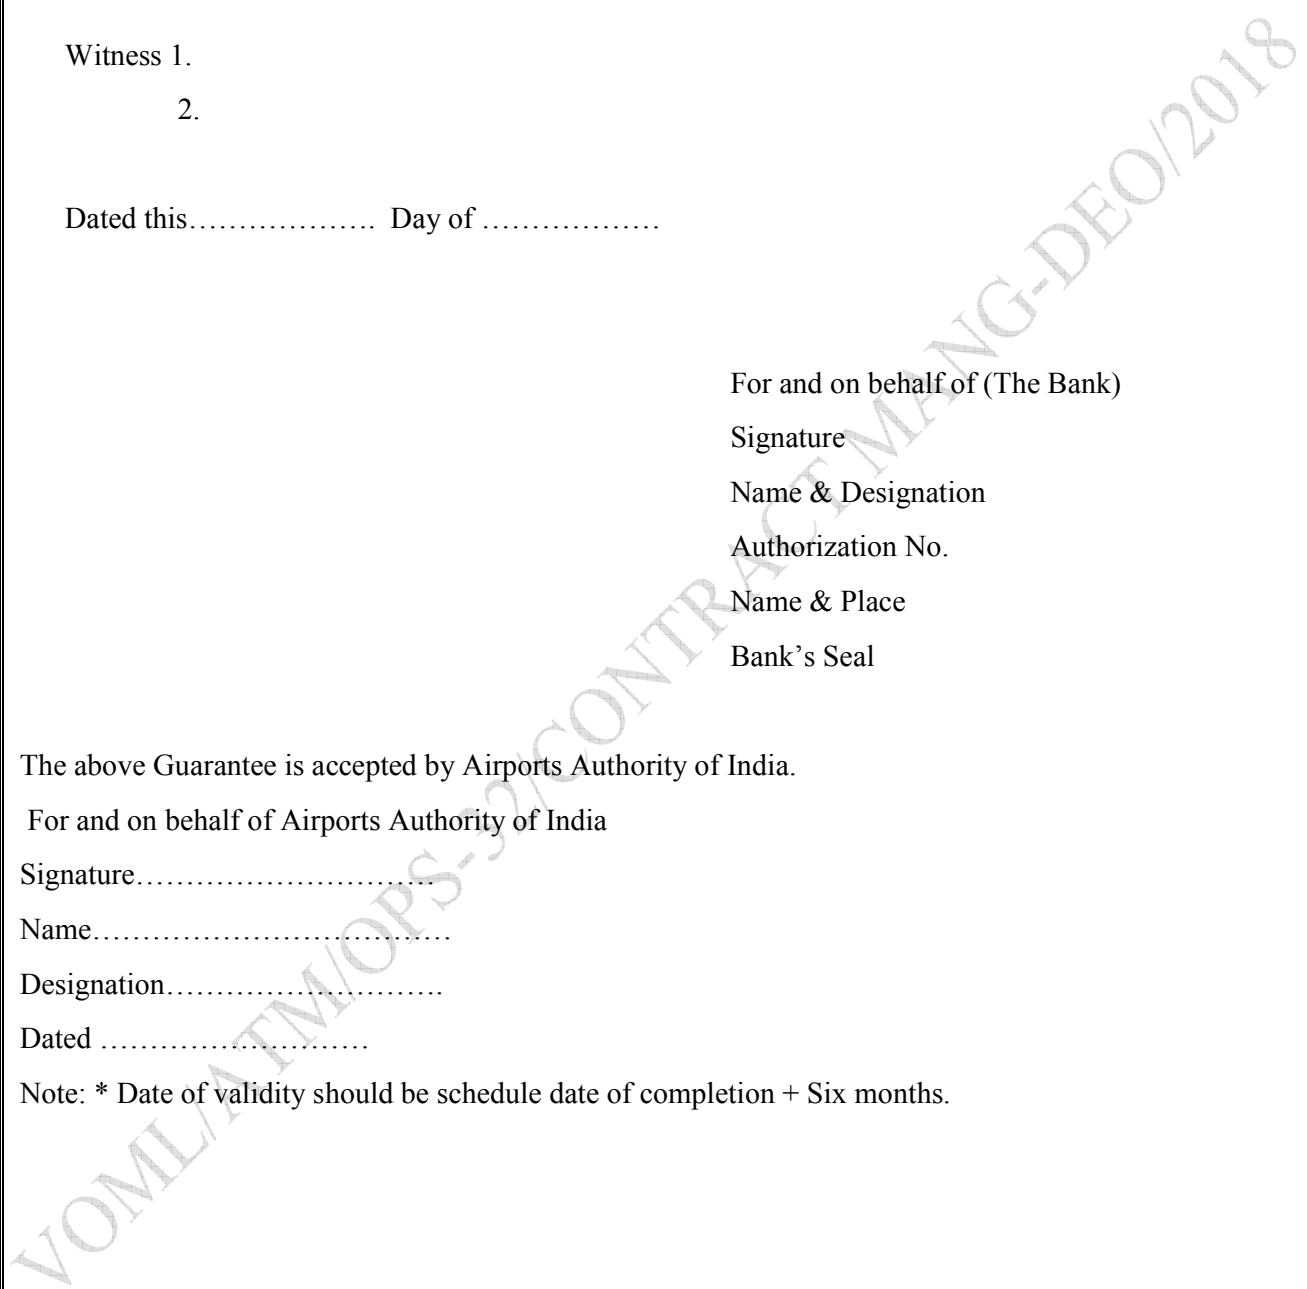 Witness 1.
2.
Dated this………………. Day of ………………
For and on behalf of (The Bank)
Signature
Name & Designation
Authorization No.
Name & Place
Bank’s Seal
The above Guarantee is accepted by Airports Authority of India.
For and on behalf of Airports Authority of India
Signature…………………………
Name………………………………
Designation……………………….
Dated ………………………
Note: * Date of validity should be schedule date of completion + Six months.
VOML/ATM/OPS-32/CONTRACT MANG-DEO/2018